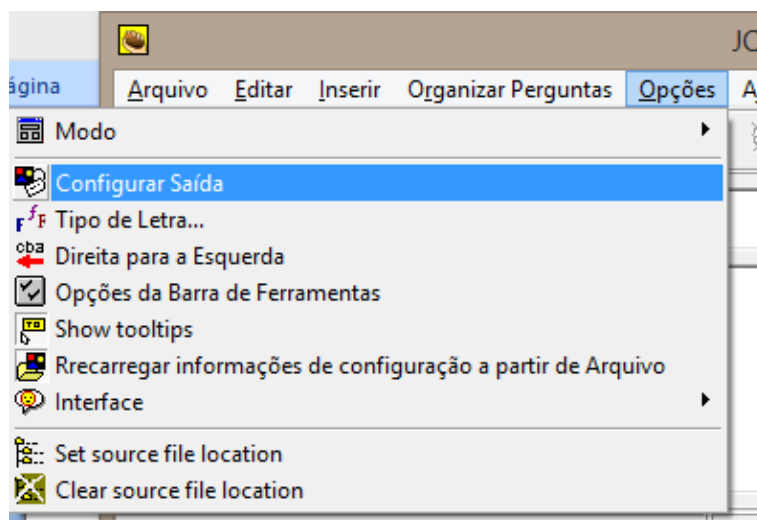 JC
ágina
Arquivo Editar Inserir Organizar Perguntas Opções A
Modo
Configurar Saída
Tipo de Letra...
cba Direita para a Esquerda
Opções da Barra de Ferramentas
Show tooltips
Rrecarregar informações de configuração a partir de Arquivo
Interface
Set source file location
Clear source file location